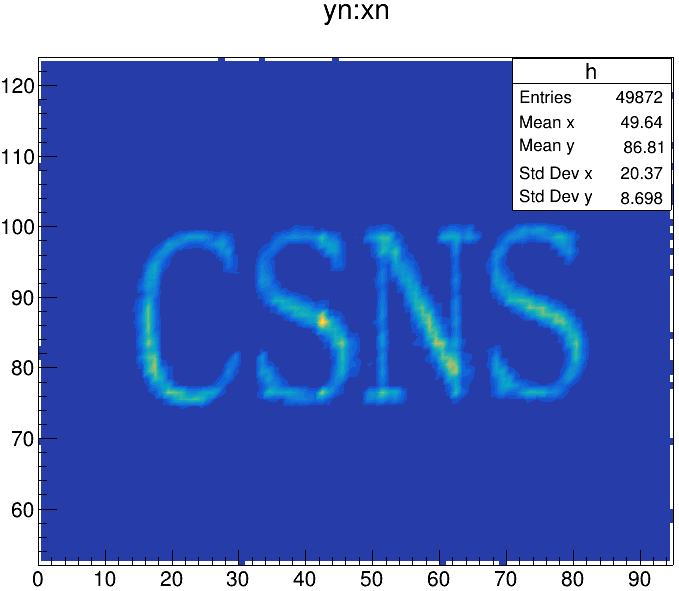 yn:xn
h
Entries 49872
Mean x 49.64
Mean y 86.81
Std Dev x 20.37
Std Dev y 8.698
120
110
100
90
80
70
60
CSNS
0 10 20 30 40 50 60 70 80 90